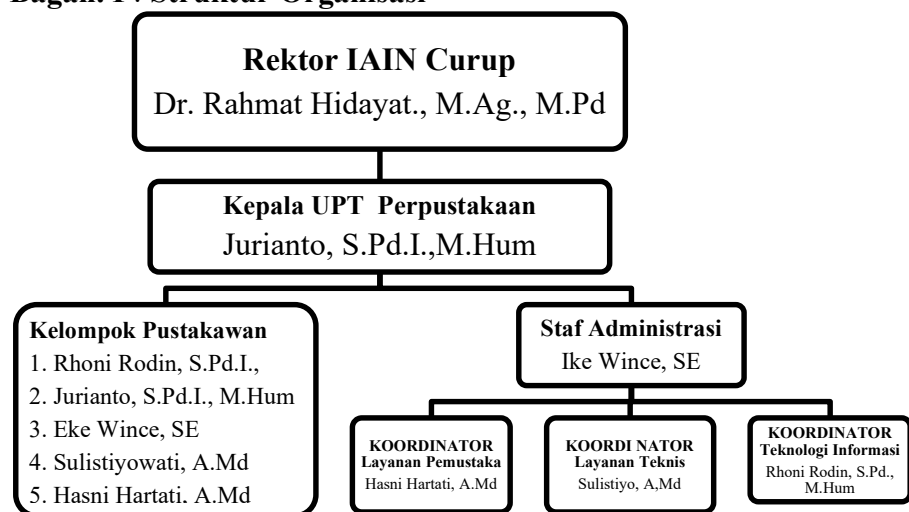 Bagan. 1 : Struktur Organisasi
Rektor IAIN Curup
Dr. Rahmat Hidayat., M.Ag., M.Pd
Kepala UPT Perpustakaan
Jurianto, S.Pd.I.,M.Hum
Kelompok Pustakawan
1. Rhoni Rodin, S.Pd.I.,
2. Jurianto, S.Pd.I., M.Hum
3. Eke Wince, SE
4. Sulistiyowati, A.Md
5. Hasni Hartati, A.Md
Staf Administrasi
Ike Wince, SE
KOORDINATOR
Layanan Pemustaka
Hasni Hartati, A.Md
KOORDI NATOR
Layanan Teknis
Sulistiyo, A,Md
KOORDINATOR
Teknologi Informasi
Rhoni Rodin, S.Pd.,
M.Hum